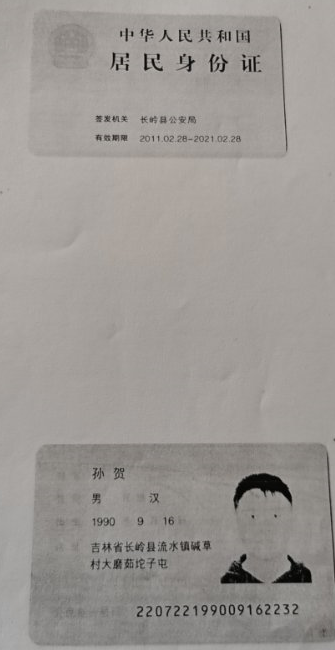 中华人民共和国
居民身份证
签发机关 长岭县公安局
有效期限 2011.02.28-2021.02.28
孙贺
男 汉
1990 9 16
吉林省长岭县流水镇碱草
村大磨茹坨子屯
220722199009162232